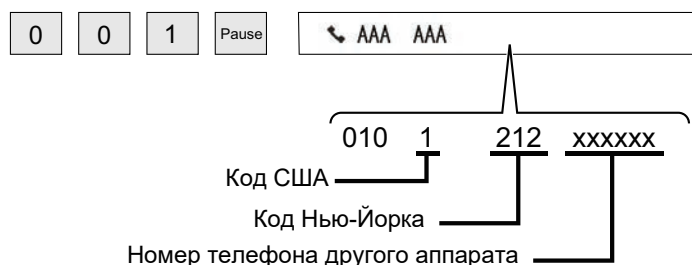 0 0 1 Pause AAA AAA
010 1 212 xxxxxx
Код США
Код Нью-Йорка
Номер телефона другого аппарата